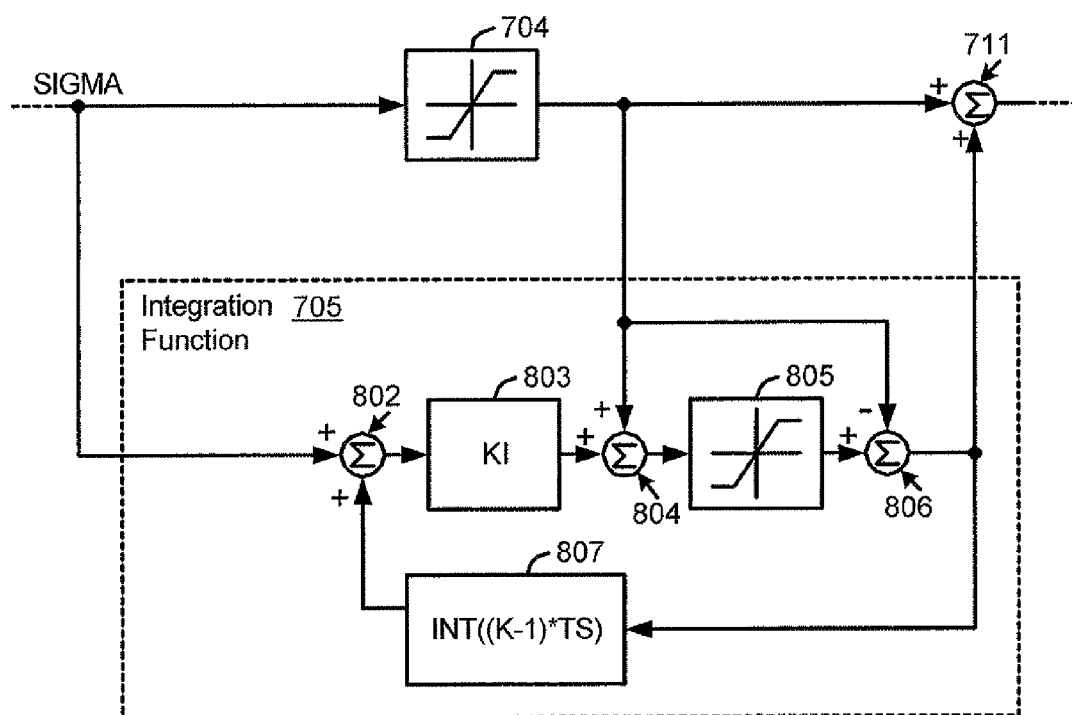 704
711
SIGMA
+
Σ
+
Integration 705
Function
802
803
805
+
+
-
Σ
KI
+
Σ
+
Σ
+
804
806
807
INT((K-1)*TS)